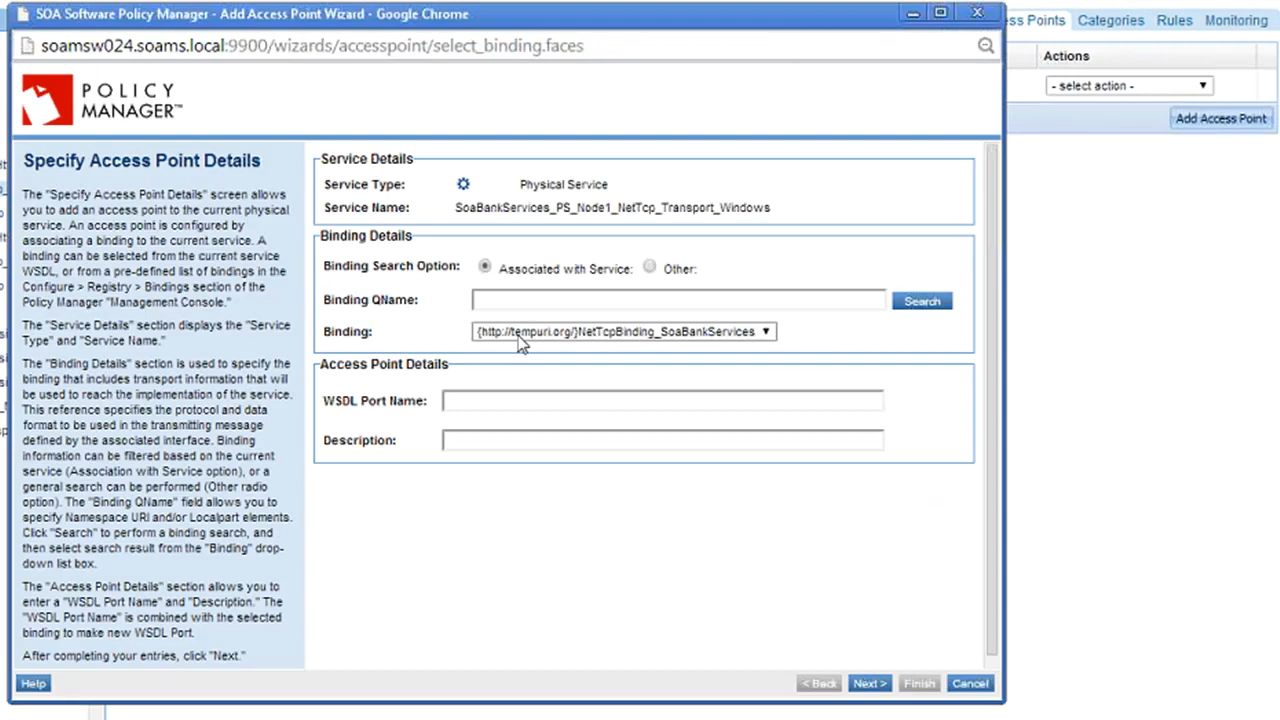 SOA Software Policy Manager - Add Access Point Wizard - Google Chrome
soamsw024.soams.local:9900/wizards/accesspoint/select_binding.faces
ss Points Categories Rules Monitoring
Actions
- select action -
Add Access Point
POLICY
MANAGER™
Specify Access Point Details
The "Specify Access Point Details" screen allows
you to add an access point to the current physical
service. An access point is configured by
associating a binding to the current service. A
binding can be selected from the current service
WSDL, or from a pre-defined list of bindings in the
Configure > Registry > Bindings section of the
Policy Manager "Management Console."
The "Service Details" section displays the "Service
Type" and "Service Name."
The "Binding Details" section is used to specify the
binding that includes transport information that will
be used to reach the implementation of the service.
This reference specifies the protocol and data
format to be used in the transmitting message
defined by the associated interface. Binding
information can be filtered based on the current
service (Association with Service option), or a
general search can be performed (Other radio
option). The "Binding QName" field allows you to
specify Namespace URI and/or Localpart elements.
Click "Search" to perform a binding search, and
then select search result from the "Binding" drop-
down list box.
The "Access Point Details" section allows you to
enter a "WSDL Port Name" and "Description." The
"WSDL Port Name" is combined with the selected
binding to make new WSDL Port.
After completing your entries, click "Next."
Service Details
Service Type: Physical Service
Service Name: SoaBankServices_PS_Node1_NetTcp_Transport_Windows
Binding Details
Binding Search Option: Associated with Service: Other:
Binding QName: Search
Binding: {http://tempuri.org/}NetTcpBinding_SoaBankServices
Access Point Details
WSDL Port Name:
Description:
Help
< Back Next > Finish Cancel